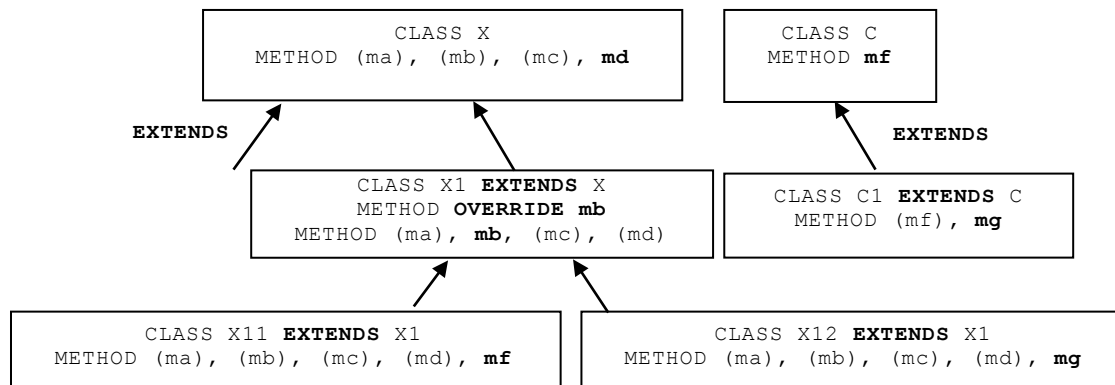 CLASS X
METHOD (ma), (mb), (mc), md
CLASS C
METHOD mf
EXTENDS
EXTENDS
CLASS X1 EXTENDS X
METHOD OVERRIDE mb
METHOD (ma), mb, (mc), (md)
CLASS C1 EXTENDS C
METHOD (mf), mg
CLASS X11 EXTENDS X1
METHOD (ma), (mb), (mc), (md), mf
CLASS X12 EXTENDS X1
METHOD (ma), (mb), (mc), (md), mg